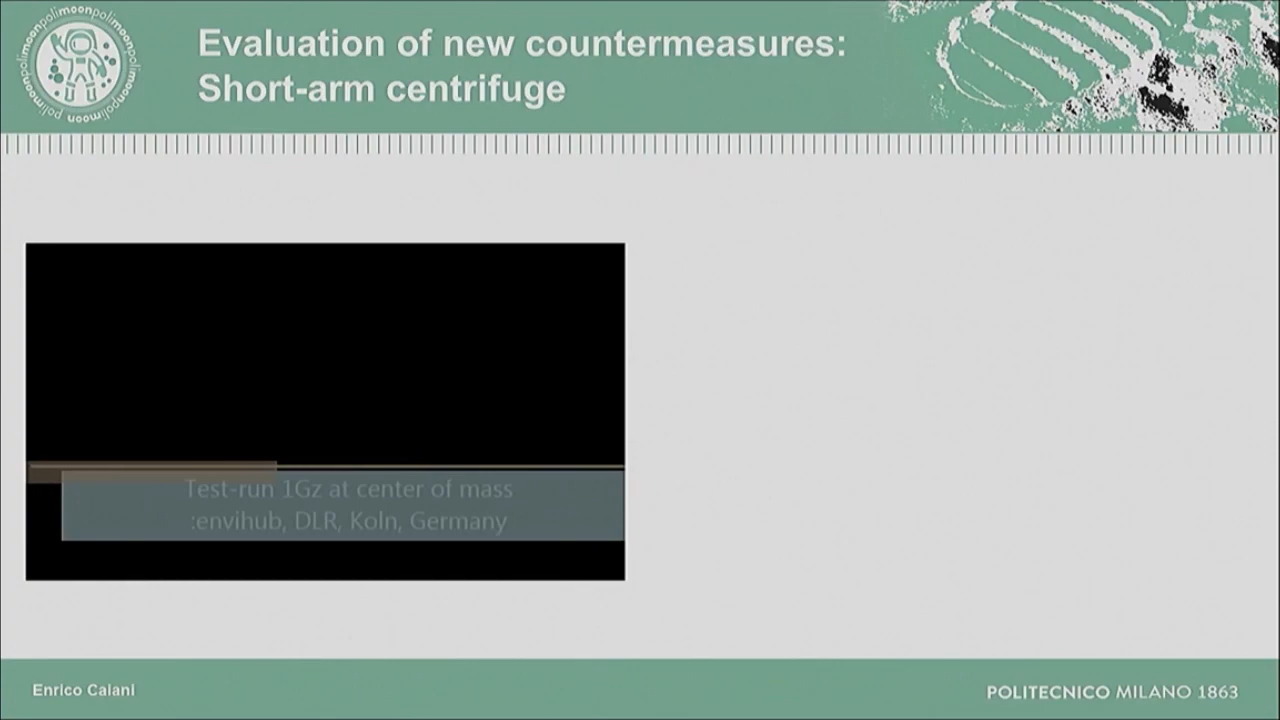 polimoonpolimoonpolimoonpolimoonpolimoon
Evaluation of new countermeasures:
Short-arm centrifuge
Test-run 1Gz at center of mass
:envihub, DLR, Koln, Germany
Enrico Caiani
POLITECNICO MILANO 1863